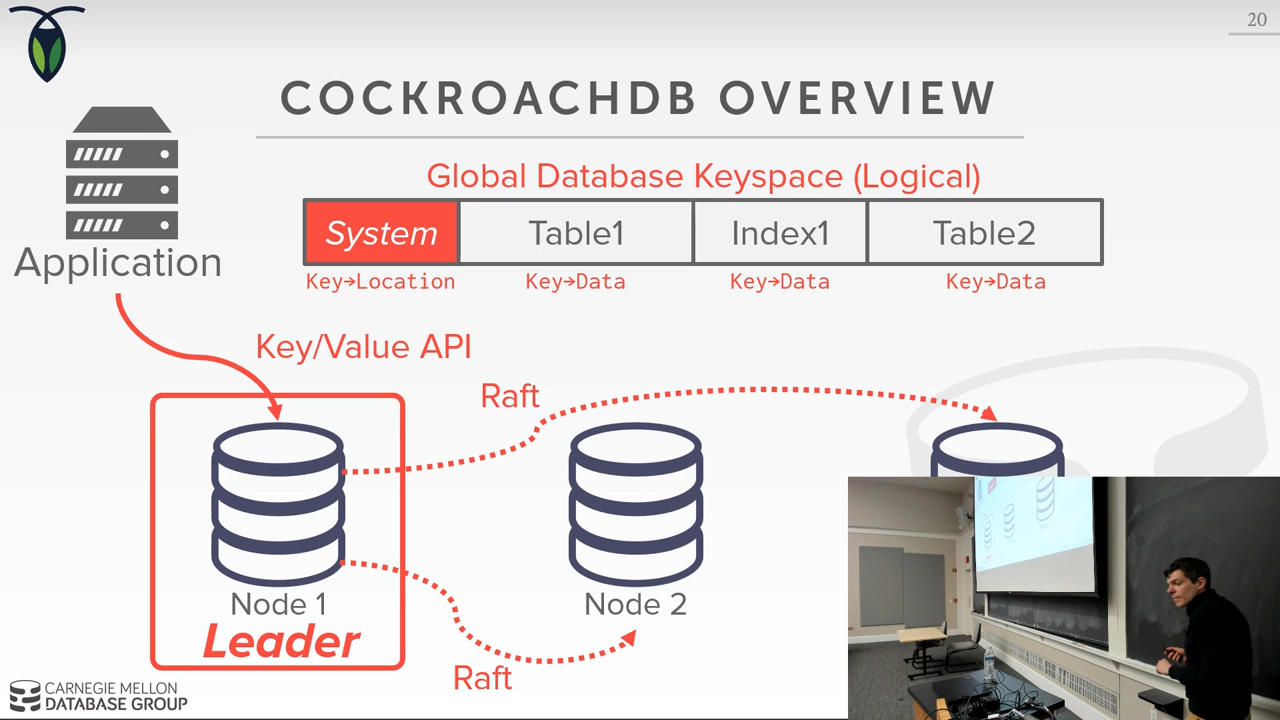 20
COCKROACHDB OVERVIEW
Application
Global Database Keyspace (Logical)
System Table1 Index1 Table2
Key→Location Key→Data Key→Data Key→Data
Key/Value API
Raft
Node 1
Leader
Node 2
Raft
CARNEGIE MELLON
DATABASE GROUP